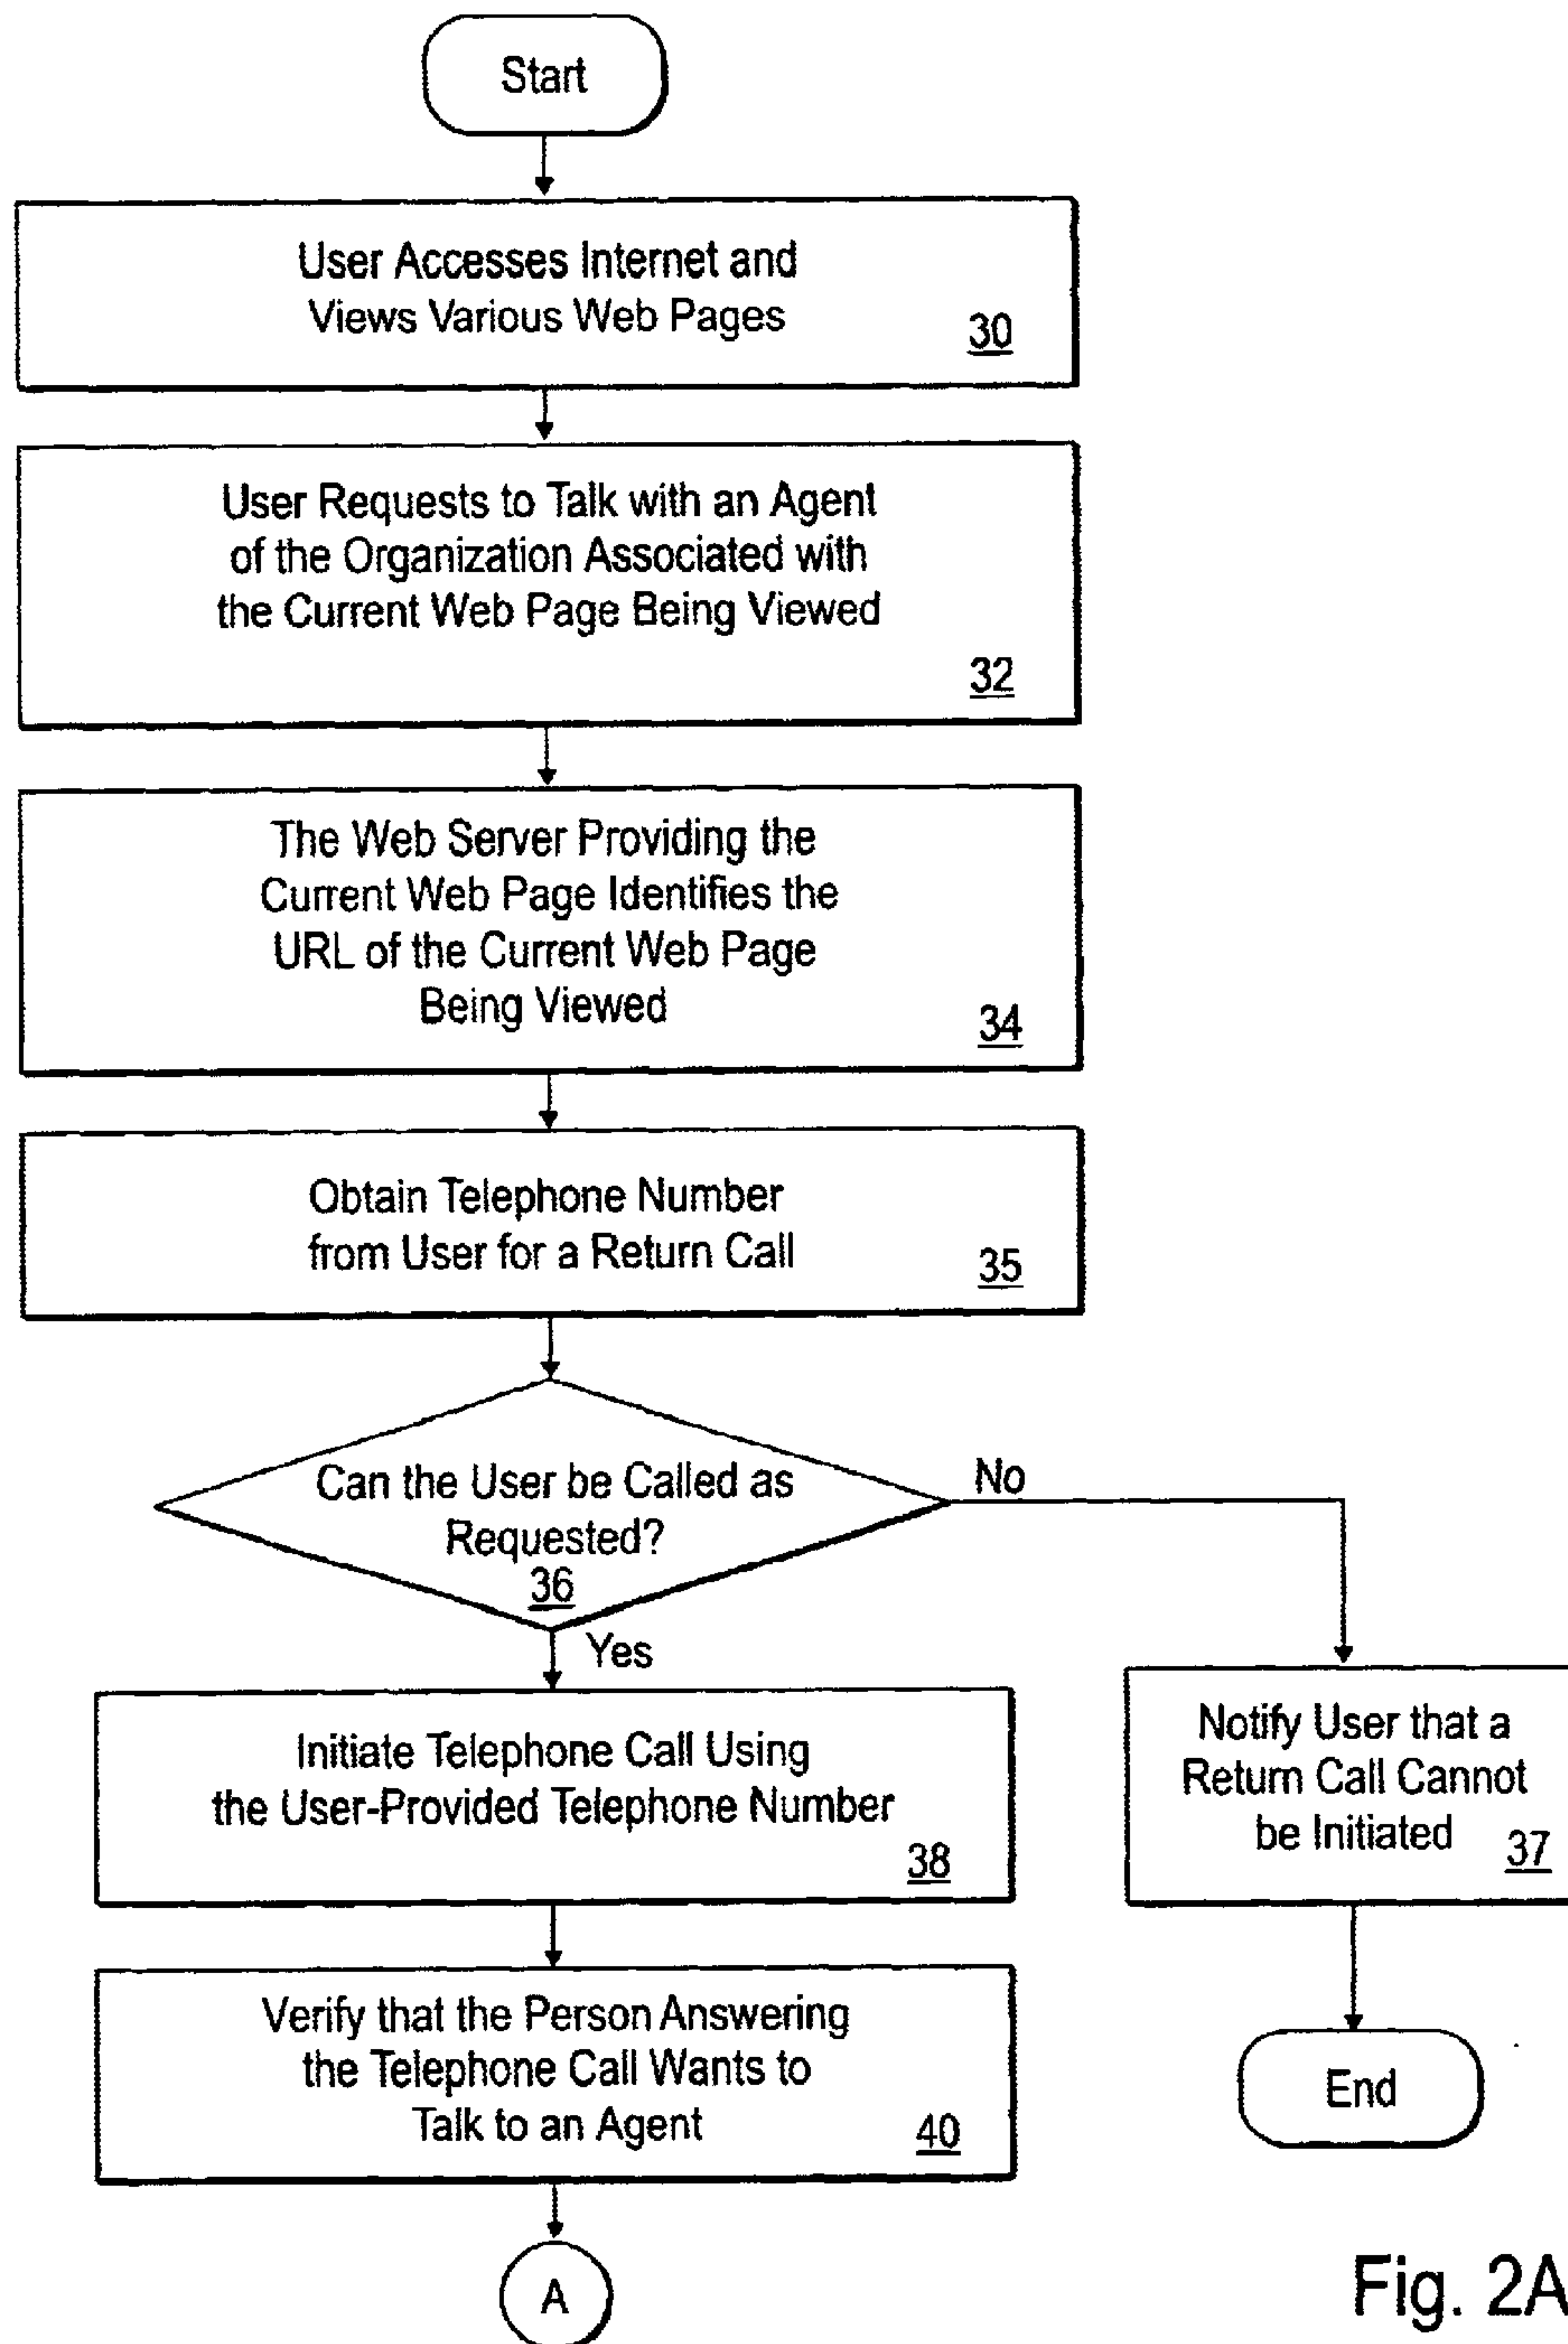 Start
User Accesses Internet and
Views Various Web Pages
30
User Requests to Talk with an Agent
of the Organization Associated with
the Current Web Page Being Viewed
32
The Web Server Providing the
Current Web Page Identifies the
URL of the Current Web Page
Being Viewed
34
Obtain Telephone Number
from User for a Return Call
35
Can the User be Called as
Requested?
36
No
Yes
Initiate Telephone Call Using
the User-Provided Telephone Number
38
Notify User that a
Return Call Cannot
be Initiated
37
Verify that the Person Answering
the Telephone Call Wants to
Talk to an Agent
40
End
A
Fig. 2A